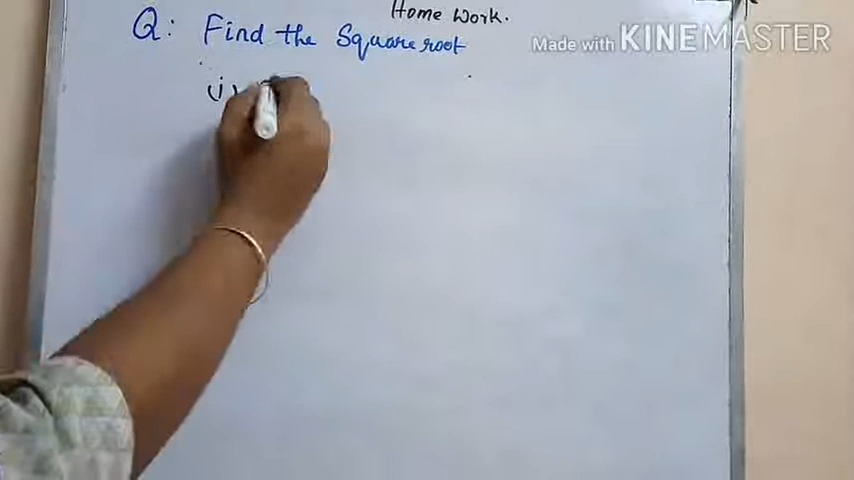 Home Work.
Q: Find the Square root
Made with KINEMASTER
(i)